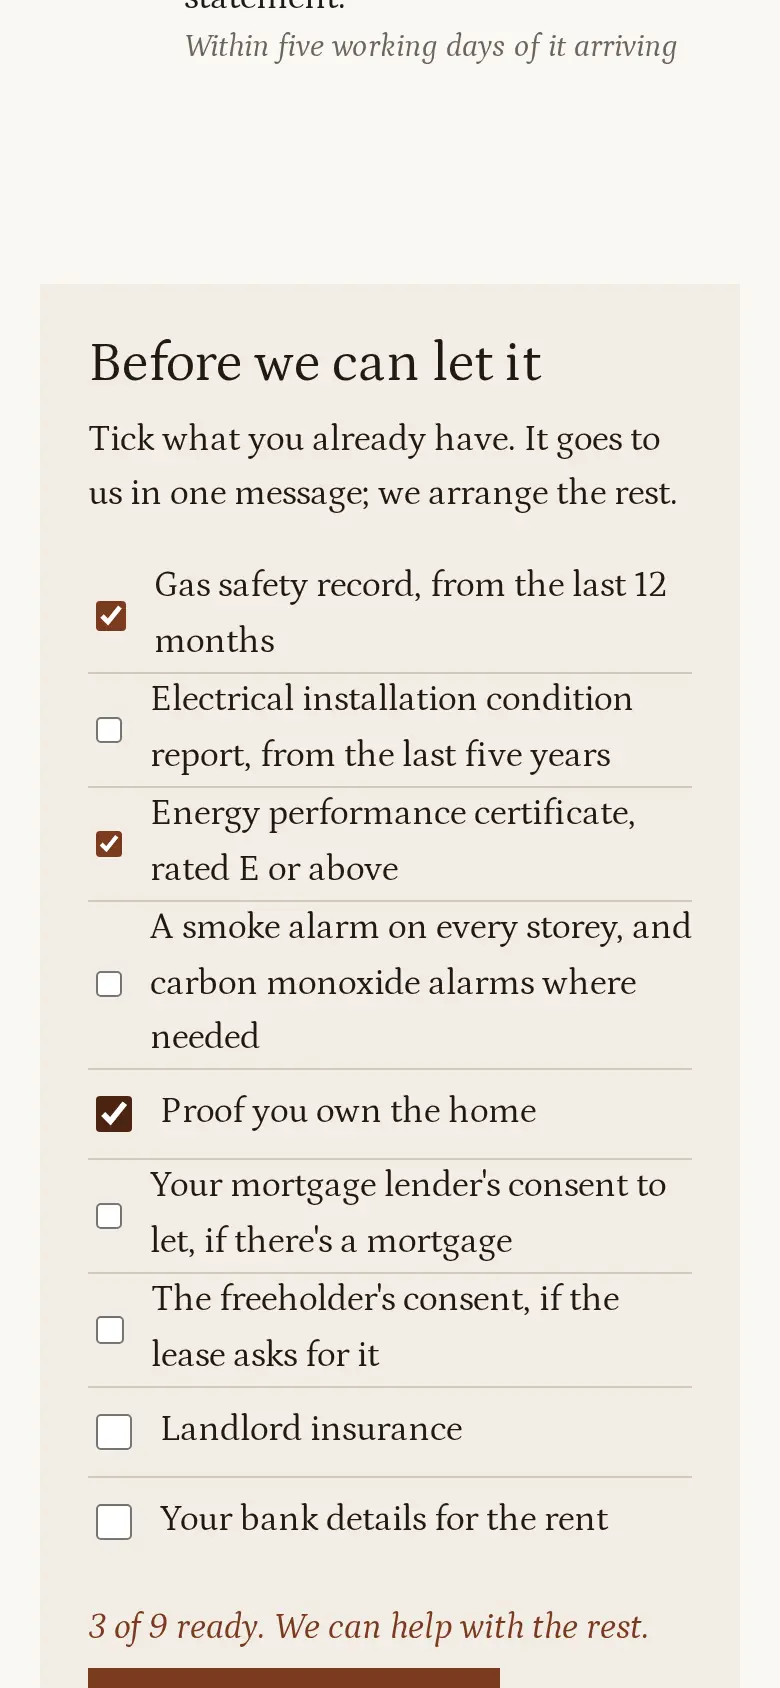 statement.
Within five working days of it arriving
Before we can let it
Tick what you already have. It goes to
us in one message; we arrange the rest.
Gas safety record, from the last 12
months
Electrical installation condition
report, from the last five years
Energy performance certificate,
rated E or above
A smoke alarm on every storey, and
carbon monoxide alarms where
needed
Proof you own the home
Your mortgage lender's consent to
let, if there's a mortgage
The freeholder's consent, if the
lease asks for it
Landlord insurance
Your bank details for the rent
3 of 9 ready. We can help with the rest.